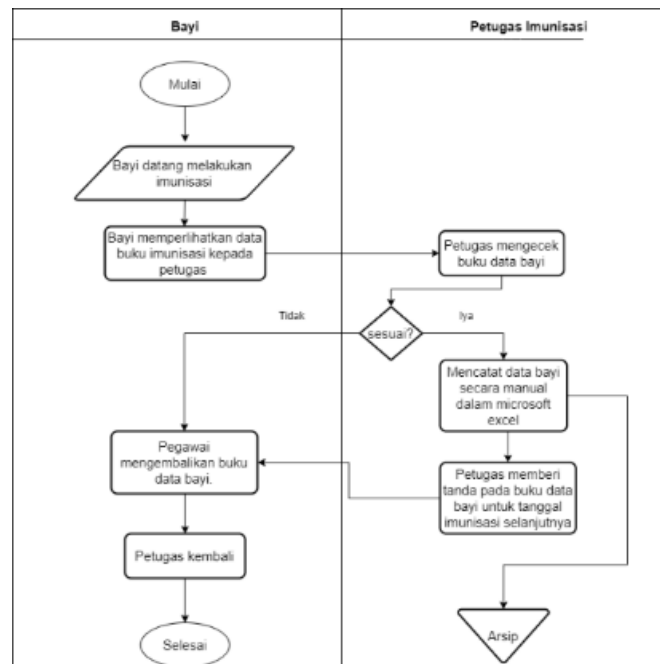 Bayi
Petugas Imunisasi
Mulai
Bayi datang melakukan
imunisasi
Bayi memperlihatkan data
buku imunisasi kepada
petugas
Petugas mengecek
buku data bayi
Tidak
sesuai?
Iya
Mencatat data bayi
secara manual
dalam microsoft
excel
Pegawai
mengembalikan buku
data bayi.
Petugas memberi
tanda pada buku data
bayi untuk tanggal
imunisasi selanjutnya
Petugas kembali
Selesai
Arsip